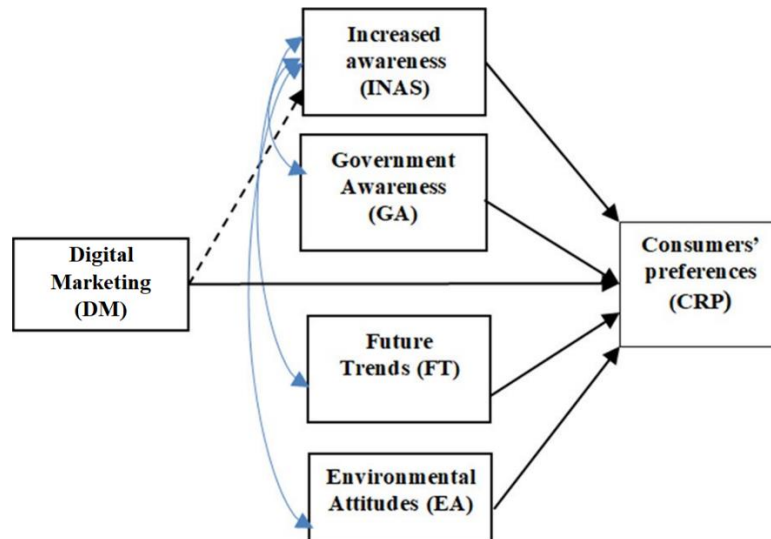 Increased
awareness
(INAS)
Government
Awareness
(GA)
Digital
Marketing
(DM)
Consumers’
preferences
(CRP)
Future
Trends (FT)
Environmental
Attitudes (EA)